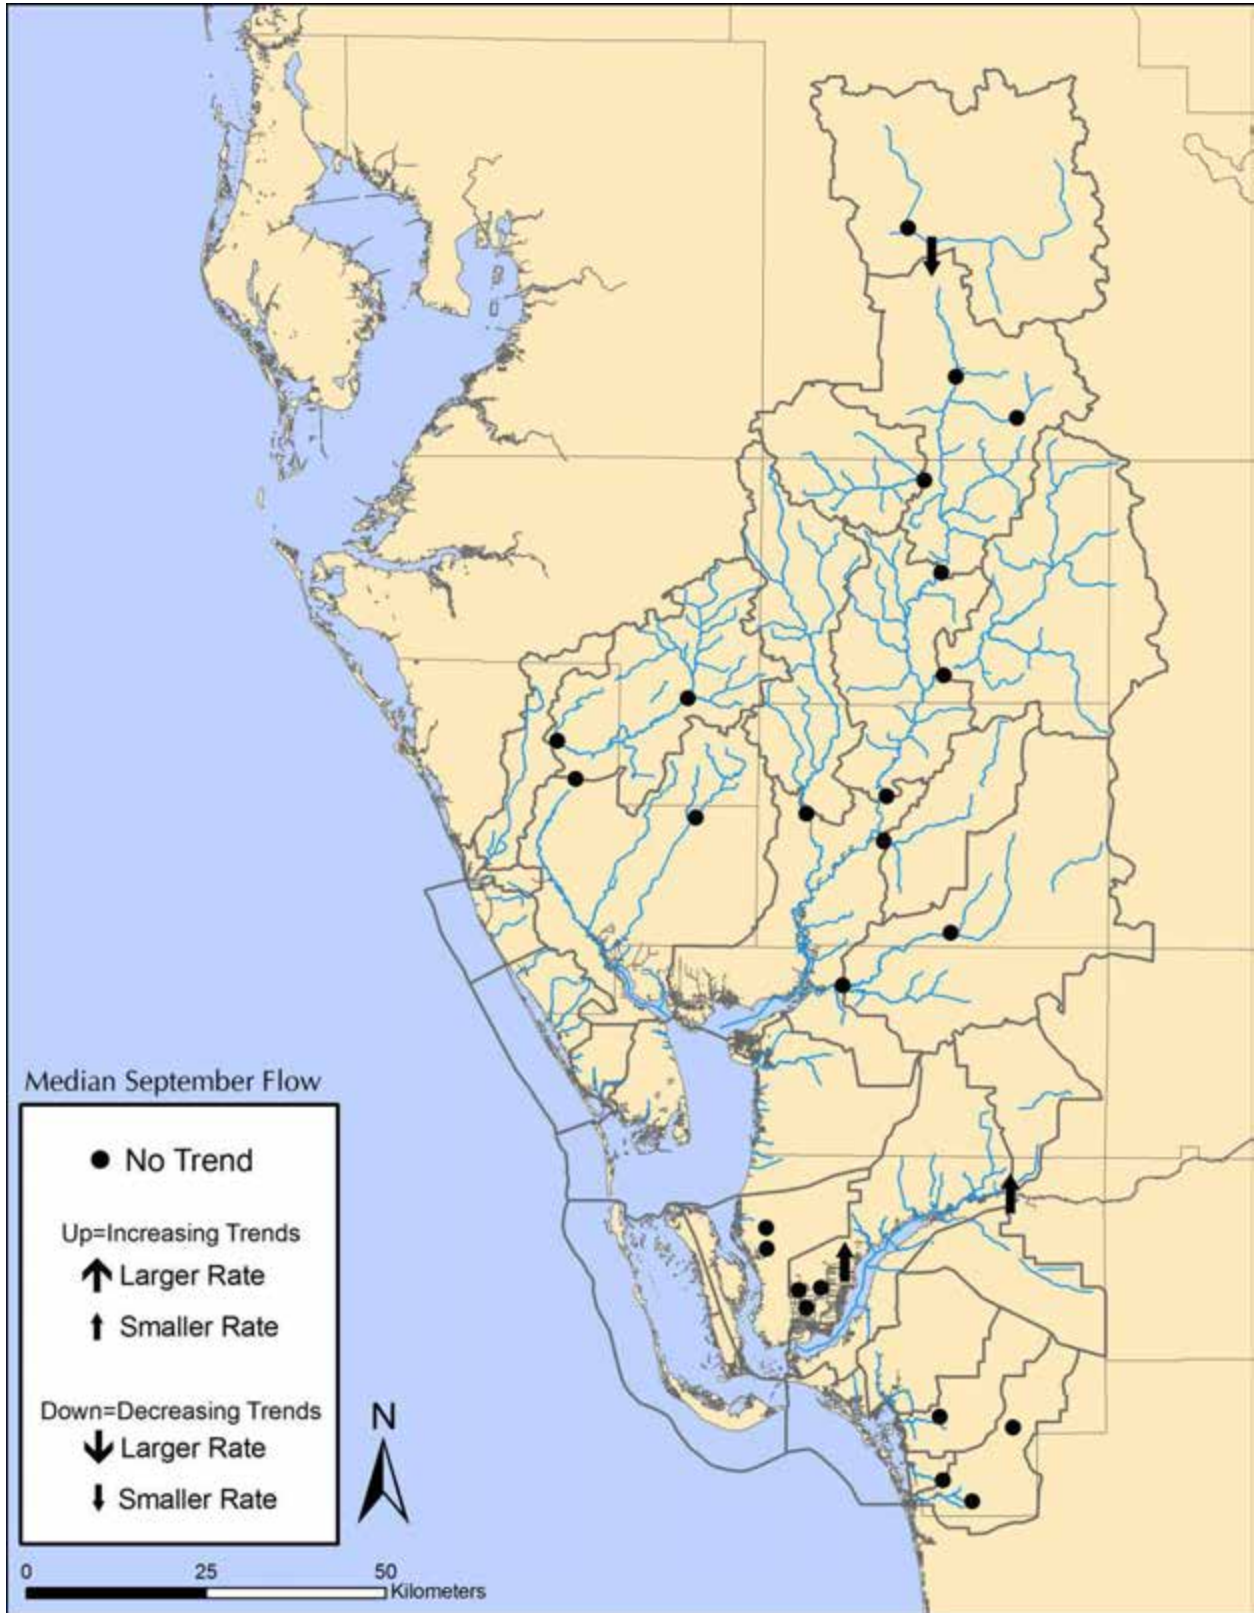 Median September Flow
No Trend
Up=Increasing Trends
Larger Rate
Smaller Rate
Down=Decreasing Trends
Larger Rate
Smaller Rate
N
0 25 50
Kilometers